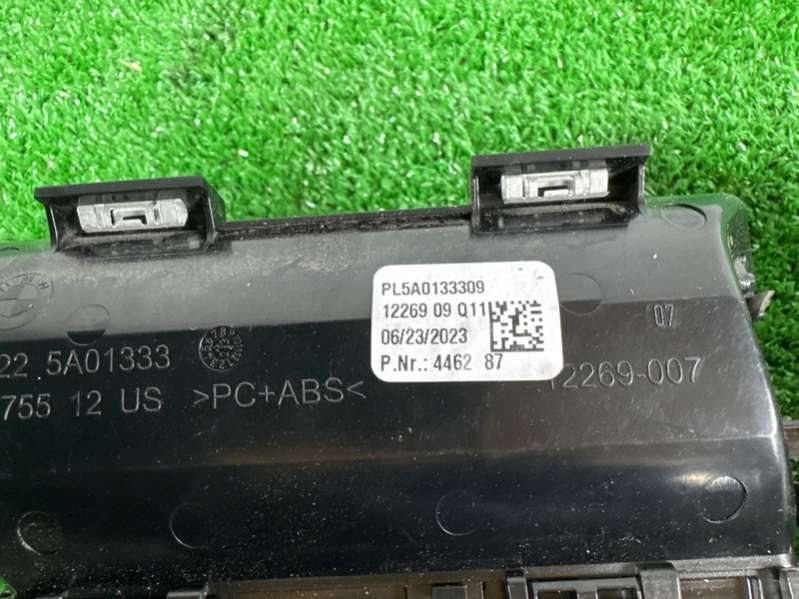 PL5A0133309
12269 09 Q11
06/23/2023
P.Nr.: 4462 87
07
22 5A01333
755 12 US >PC+ABS<
12269-007